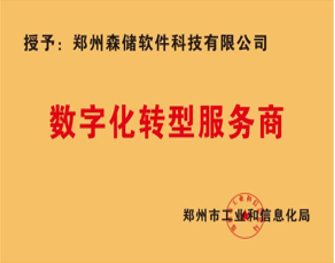 授予：郑州森储软件科技有限公司
数字化转型服务商
郑州市工业和信息化局